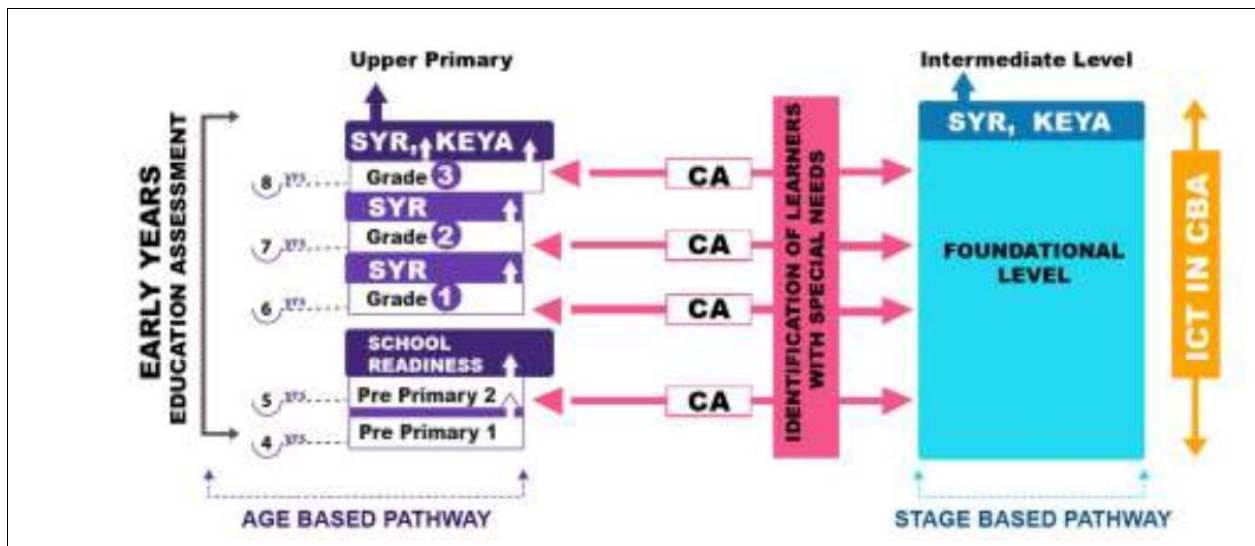 Upper Primary
Intermediate Level
EARLY YEARS
EDUCATION ASSESSMENT
SYR, KEYA
8 YRS
Grade 3
SYR
7 YRS
Grade 2
SYR
6 YRS
Grade 1
SCHOOL
READINESS
5 YRS
Pre Primary 2
4 YRS
Pre Primary 1
CA
CA
CA
CA
IDENTIFICATION OF LEARNERS
WITH SPECIAL NEEDS
SYR, KEYA
FOUNDATIONAL
LEVEL
ICT IN CBA
AGE BASED PATHWAY
STAGE BASED PATHWAY